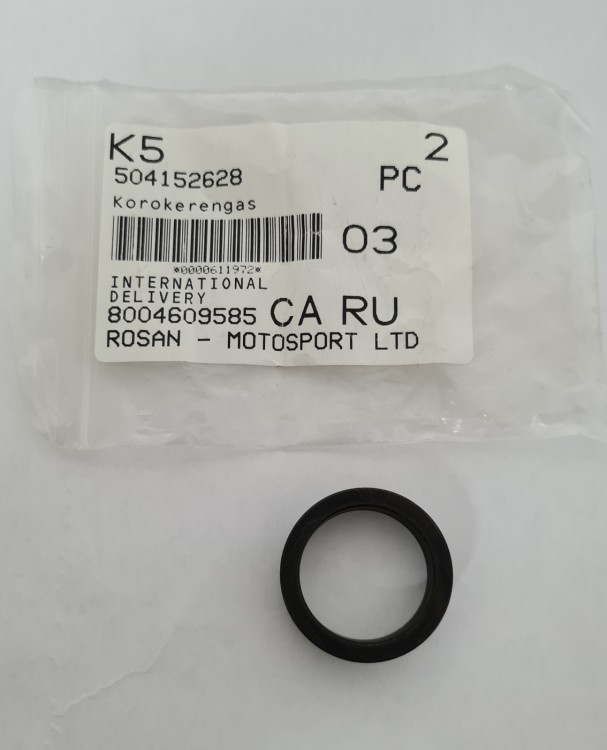 K5
2
504152628
PC
Korokerengas
03
*0000611972*
INTERNATIONAL
DELIVERY
8004609585 CA RU
ROSAN - MOTOSPORT LTD